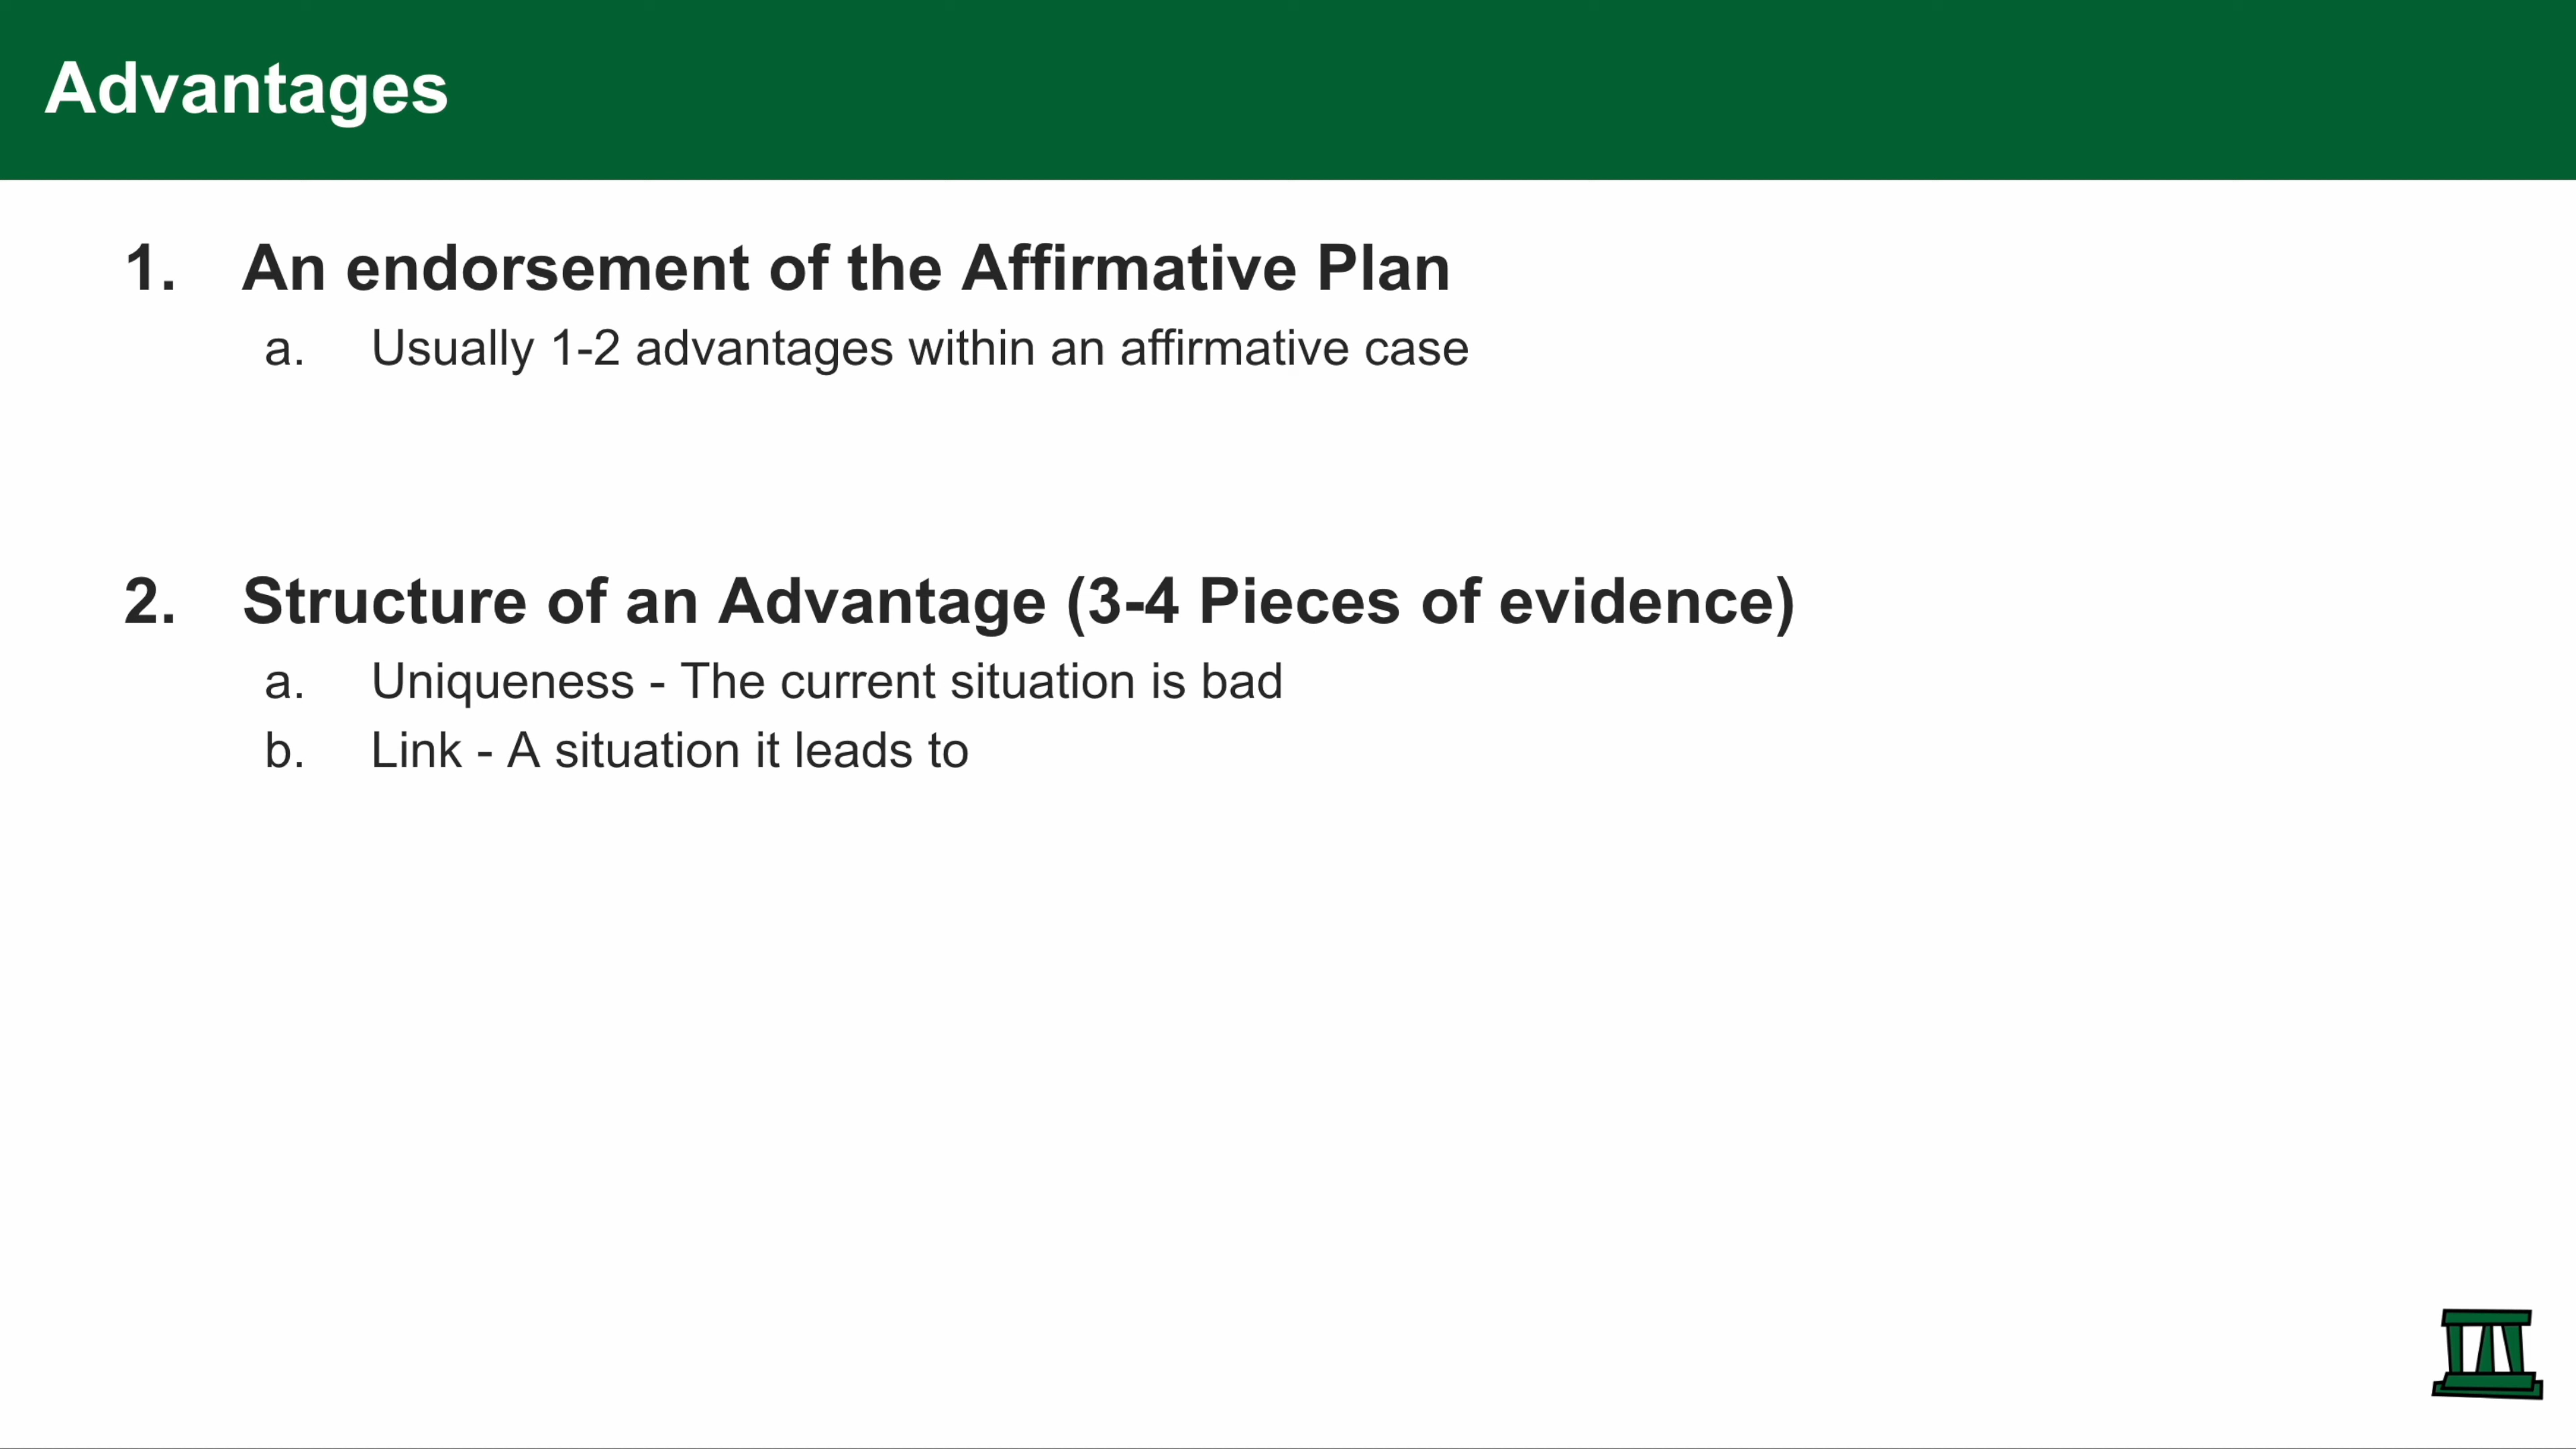 Advantages
1. An endorsement of the Affirmative Plan
a. Usually 1-2 advantages within an affirmative case
2. Structure of an Advantage (3-4 Pieces of evidence)
a. Uniqueness - The current situation is bad
b. Link - A situation it leads to